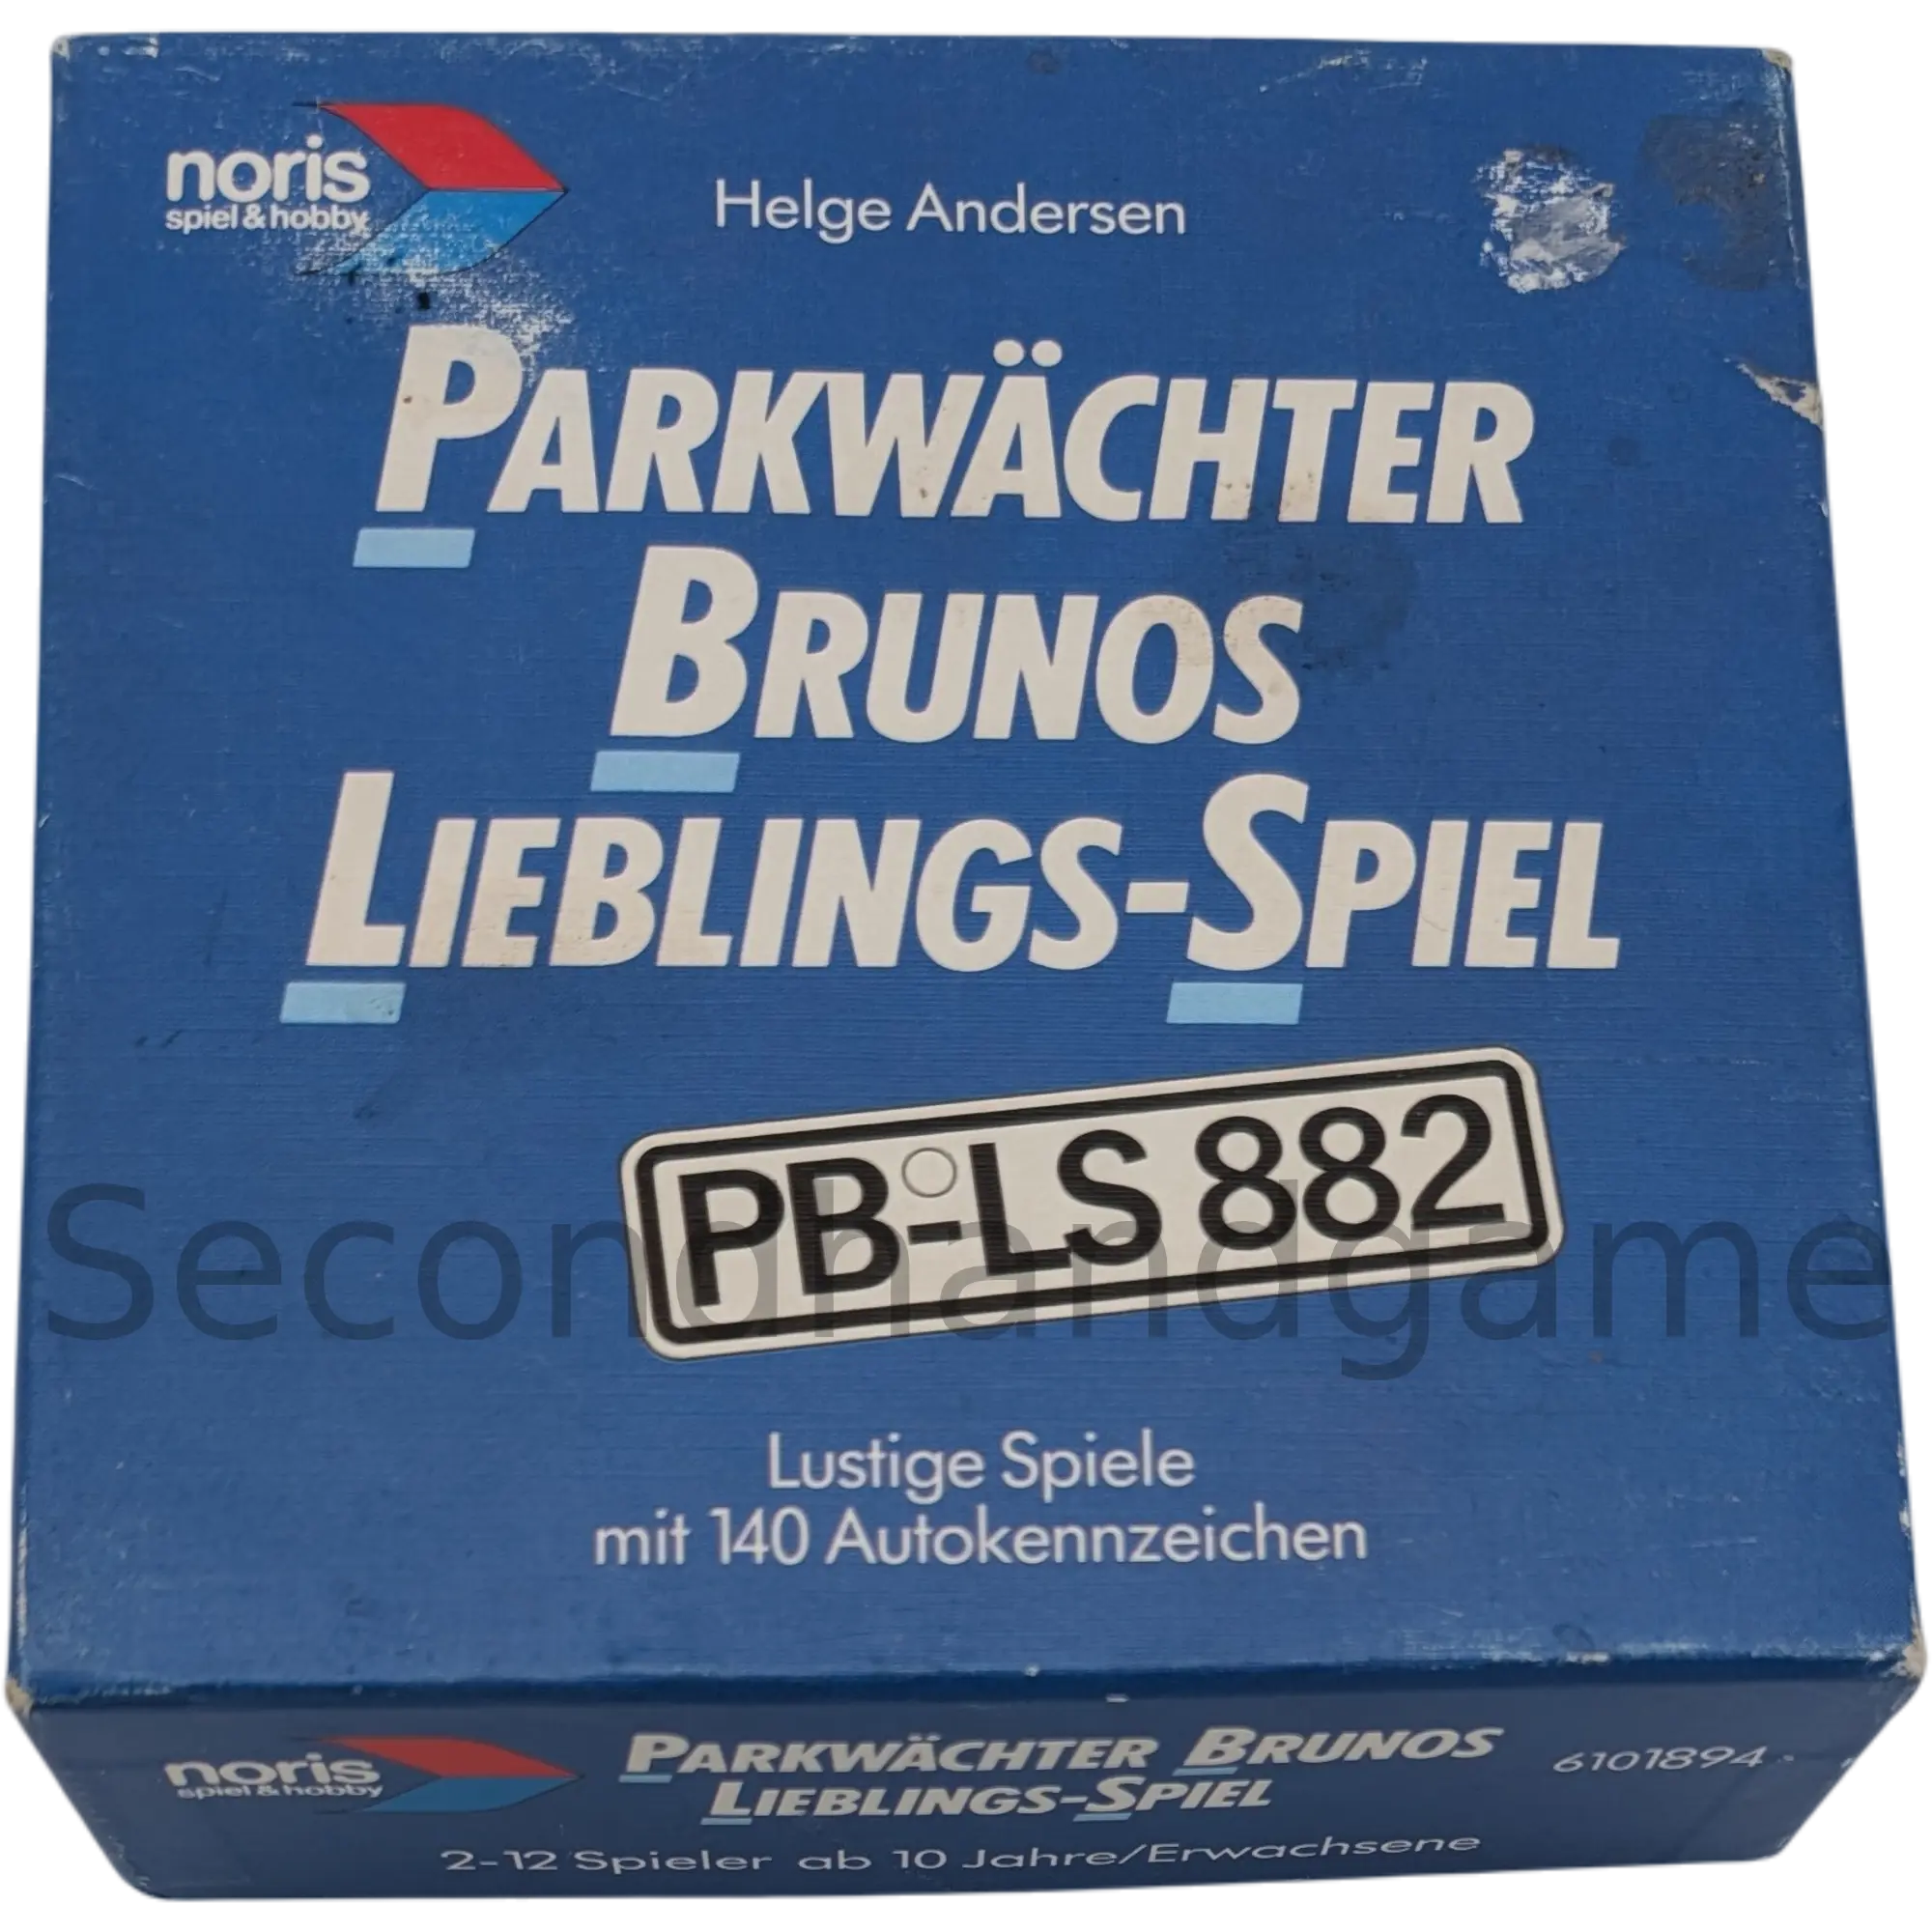 noris
spiel & hobby
Helge Andersen
PARKWÄCHTER
BRUNOS
LIEBLINGS-SPIEL
PB-LS 882
Secondhandgame
Lustige Spiele
mit 140 Autokennzeichen
noris
spiel & hobby
PARKWÄCHTER BRUNOS
LIEBLINGS-SPIEL
6101894
2-12 Spieler ab 10 Jahre/Erwachsene